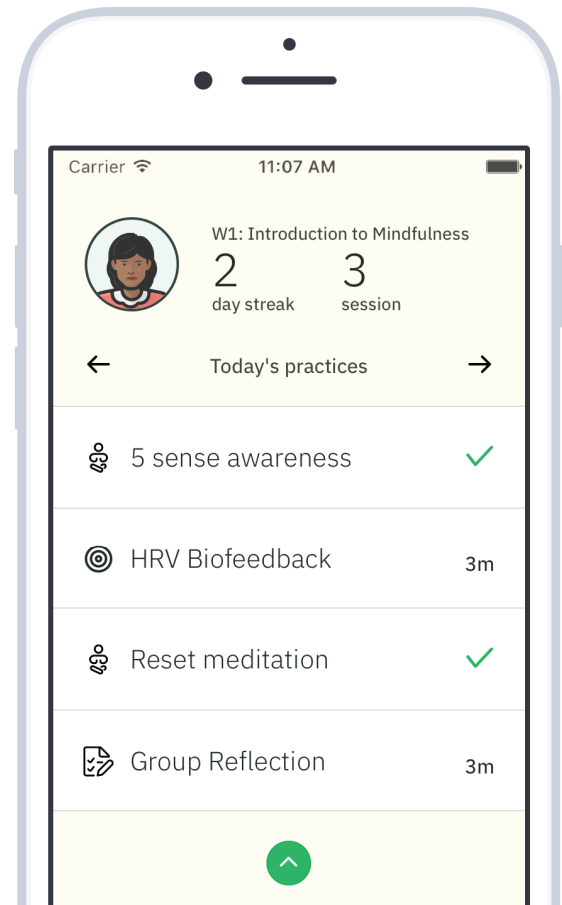 Carrier 11:07 AM
W1: Introduction to Mindfulness
2 3
day streak session
Today's practices
5 sense awareness
HRV Biofeedback 3m
Reset meditation
Group Reflection 3m